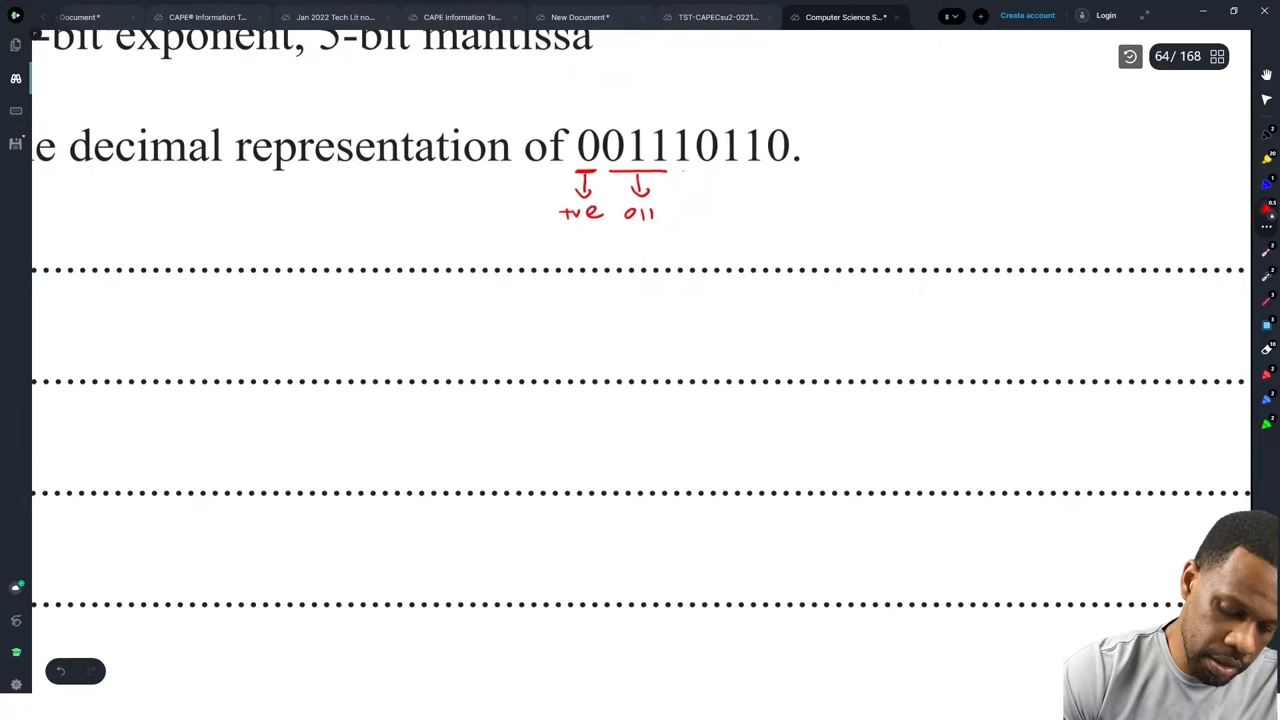 Document*
CAPE® Information T...
Jan 2022 Tech Lit no...
CAPE Information Te...
New Document*
TST-CAPECsu2-0221...
Computer Science S...*
8
Create account
Login
-bit exponent, 5-bit mantissa
64/ 168
e decimal representation of 001110110.
+ve 011